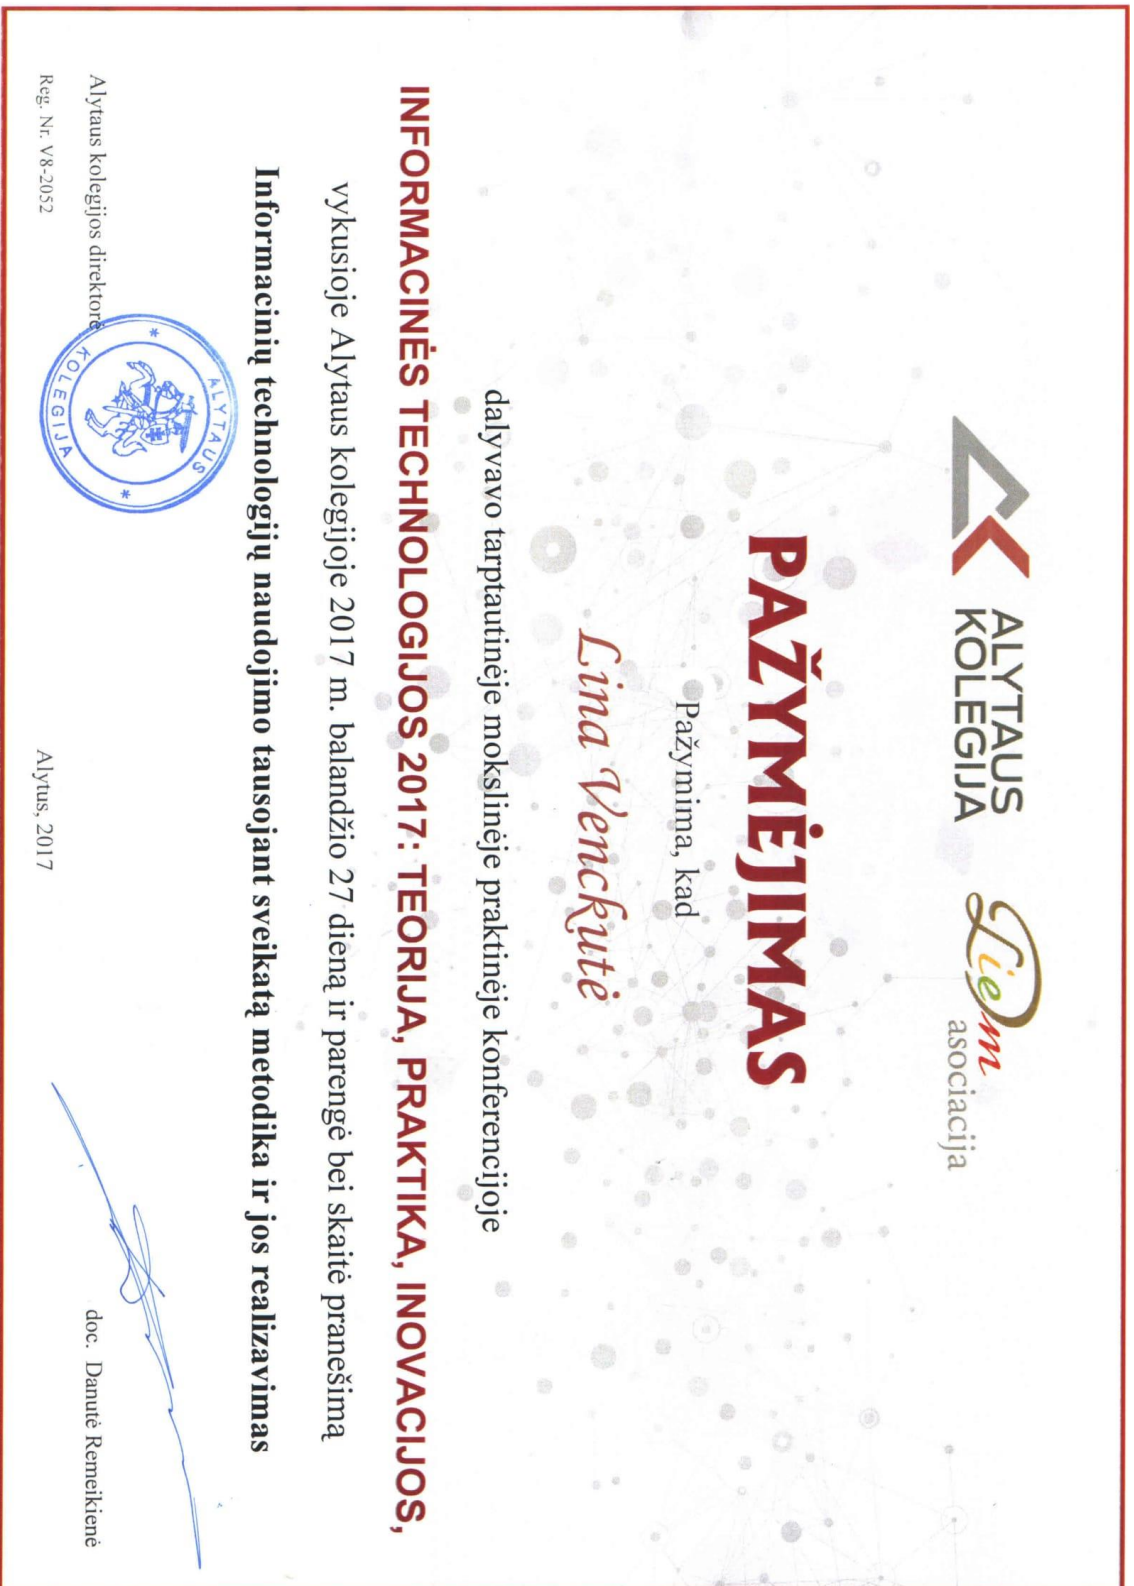 ALYTAUS
KOLEGIJA
LieDm
asociacija
PAŽYMĖJIMAS
Pažymima, kad
Lina Venckutė
dalyvavo tarptautinėje mokslinėje praktinėje konferencijoje
INFORMACINĖS TECHNOLOGIJOS 2017: TEORIJA, PRAKTIKA, INOVACIJOS,
vykusioje Alytaus kolegijoje 2017 m. balandžio 27 dieną ir parengė bei skaitė pranešimą
Informacinių technologijų naudojimo tausojant sveikatą metodika ir jos realizavimas
Alytaus kolegijos direktorė
ALYTAUS
KOLEGIJA
doc. Danutė Remeikienė
Reg. Nr. V8-2052
Alytus, 2017